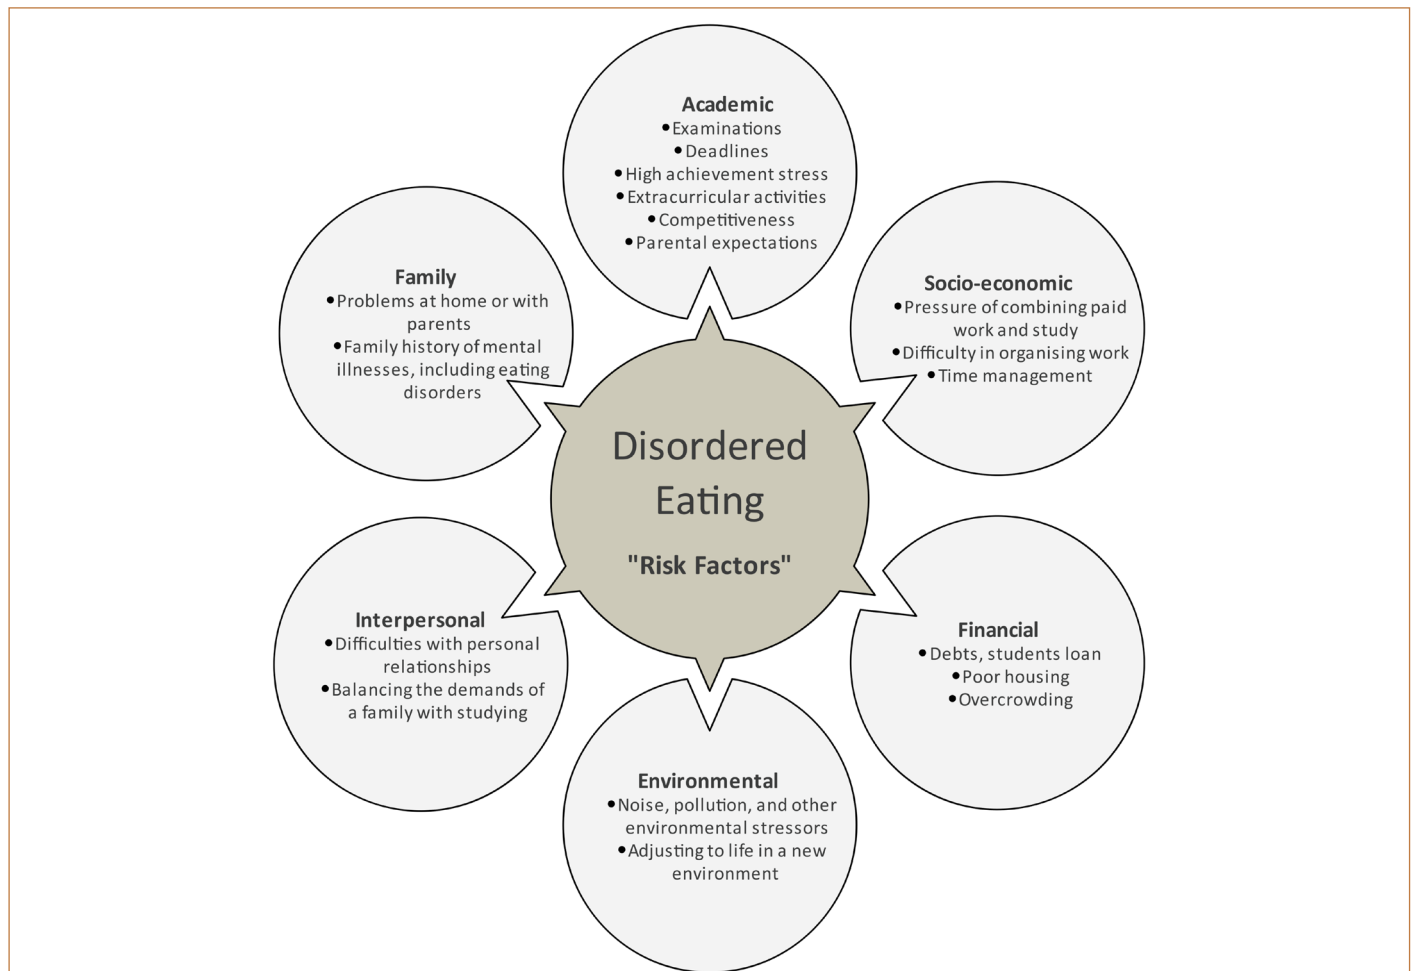 Academic
•Examinations
•Deadlines
•High achievement stress
•Extracurricular activities
•Competitiveness
•Parental expectations
Family
•Problems at home or with
parents
•Family history of mental
illnesses, including eating
disorders
Socio-economic
•Pressure of combining paid
work and study
•Difficulty in organising work
•Time management
Disordered
Eating
"Risk Factors"
Interpersonal
•Difficulties with personal
relationships
•Balancing the demands of
a family with studying
Financial
•Debts, students loan
•Poor housing
•Overcrowding
Environmental
•Noise, pollution, and other
environmental stressors
•Adjusting to life in a new
environment